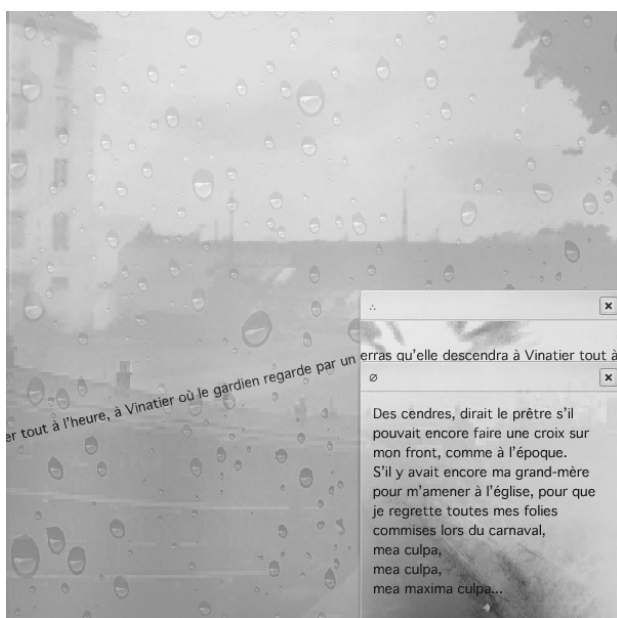 er tout à l'heure, à Vinatier où le gardien regarde par un
∴
erras qu'elle descendra à Vinatier tout à
∅
Des cendres, dirait le prêtre s'il
pouvait encore faire une croix sur
mon front, comme à l'époque.
S'il y avait encore ma grand-mère
pour m'amener à l'église, pour que
je regrette toutes mes folies
commises lors du carnaval,
mea culpa,
mea culpa,
mea maxima culpa...